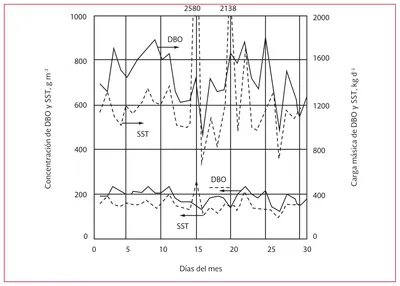 2580 2138
1000 2000
DBO
800 1600
600 1200
SST
400 800
DBO
200 400
SST
0 0
0 5 10 15 20 25 30
Días del mes
Concentración de DBO y SST, g m⁻³
Carga másica de DBO y SST, kg d⁻¹